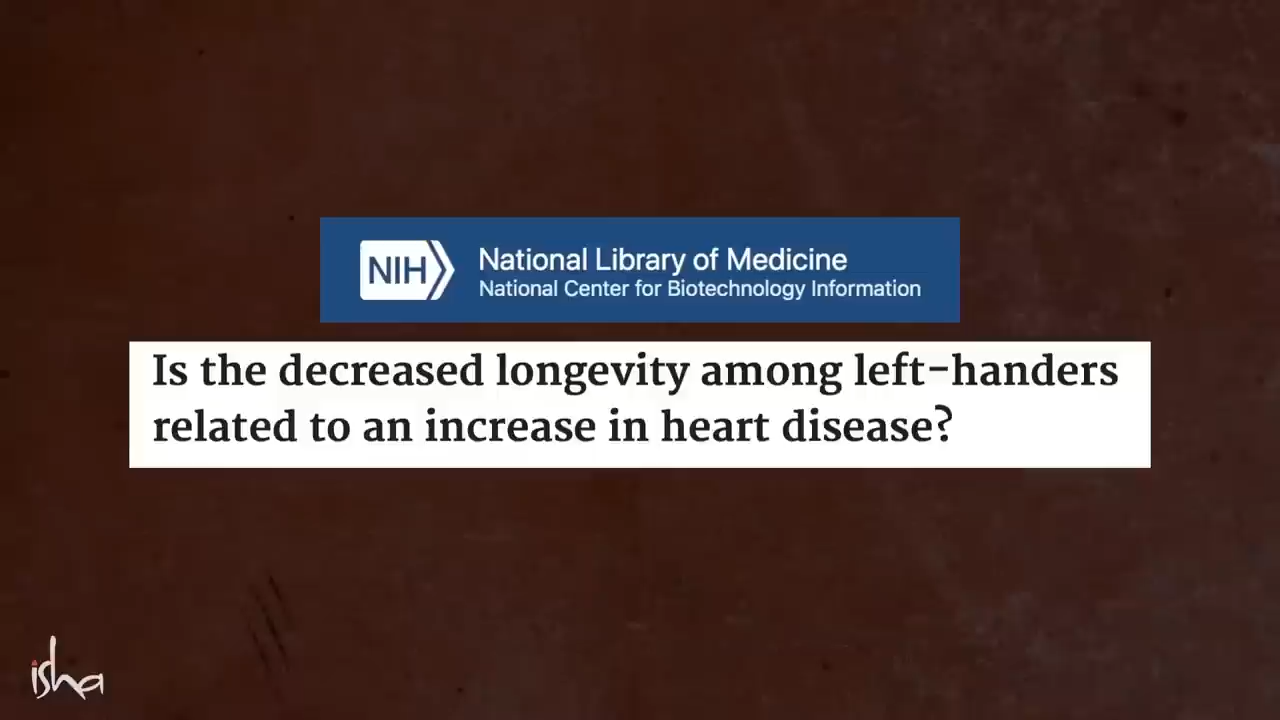 NIH
National Library of Medicine
National Center for Biotechnology Information
Is the decreased longevity among left-handers
related to an increase in heart disease?
isha